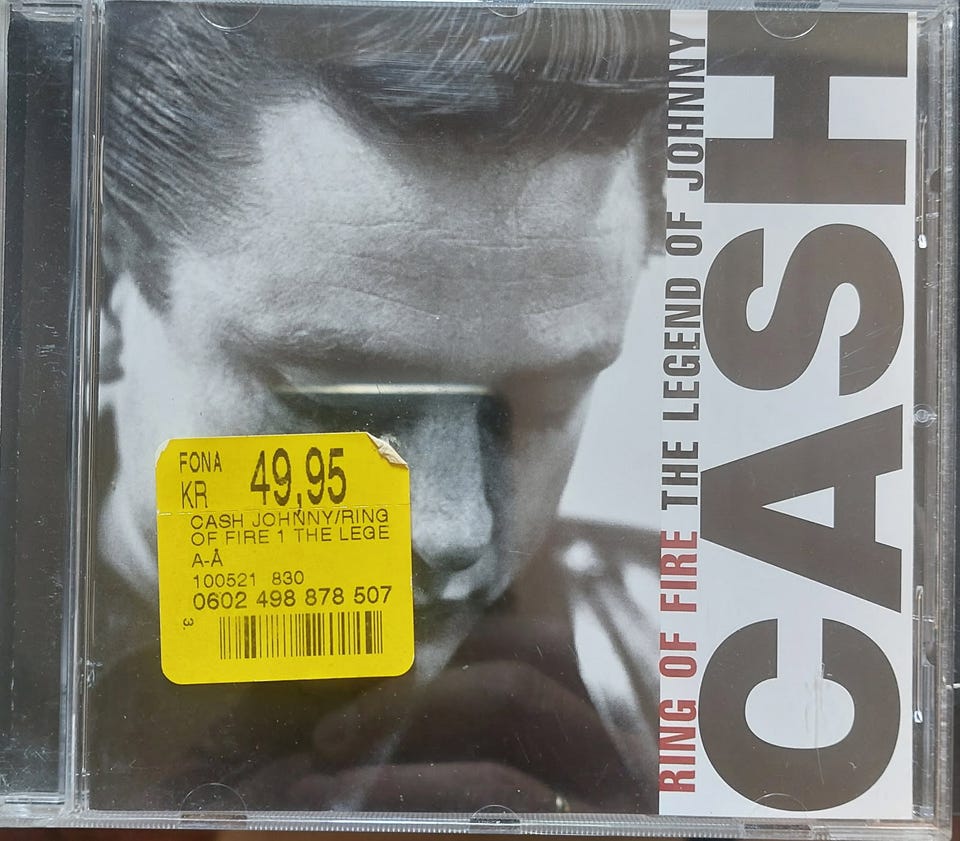 RING OF FIRE THE LEGEND OF JOHNNY
CASH
FONA
KR 49,95
CASH JOHNNY/RING
OF FIRE 1 THE LEGE
A-Å
100521 830
0602 498 878 507
3.